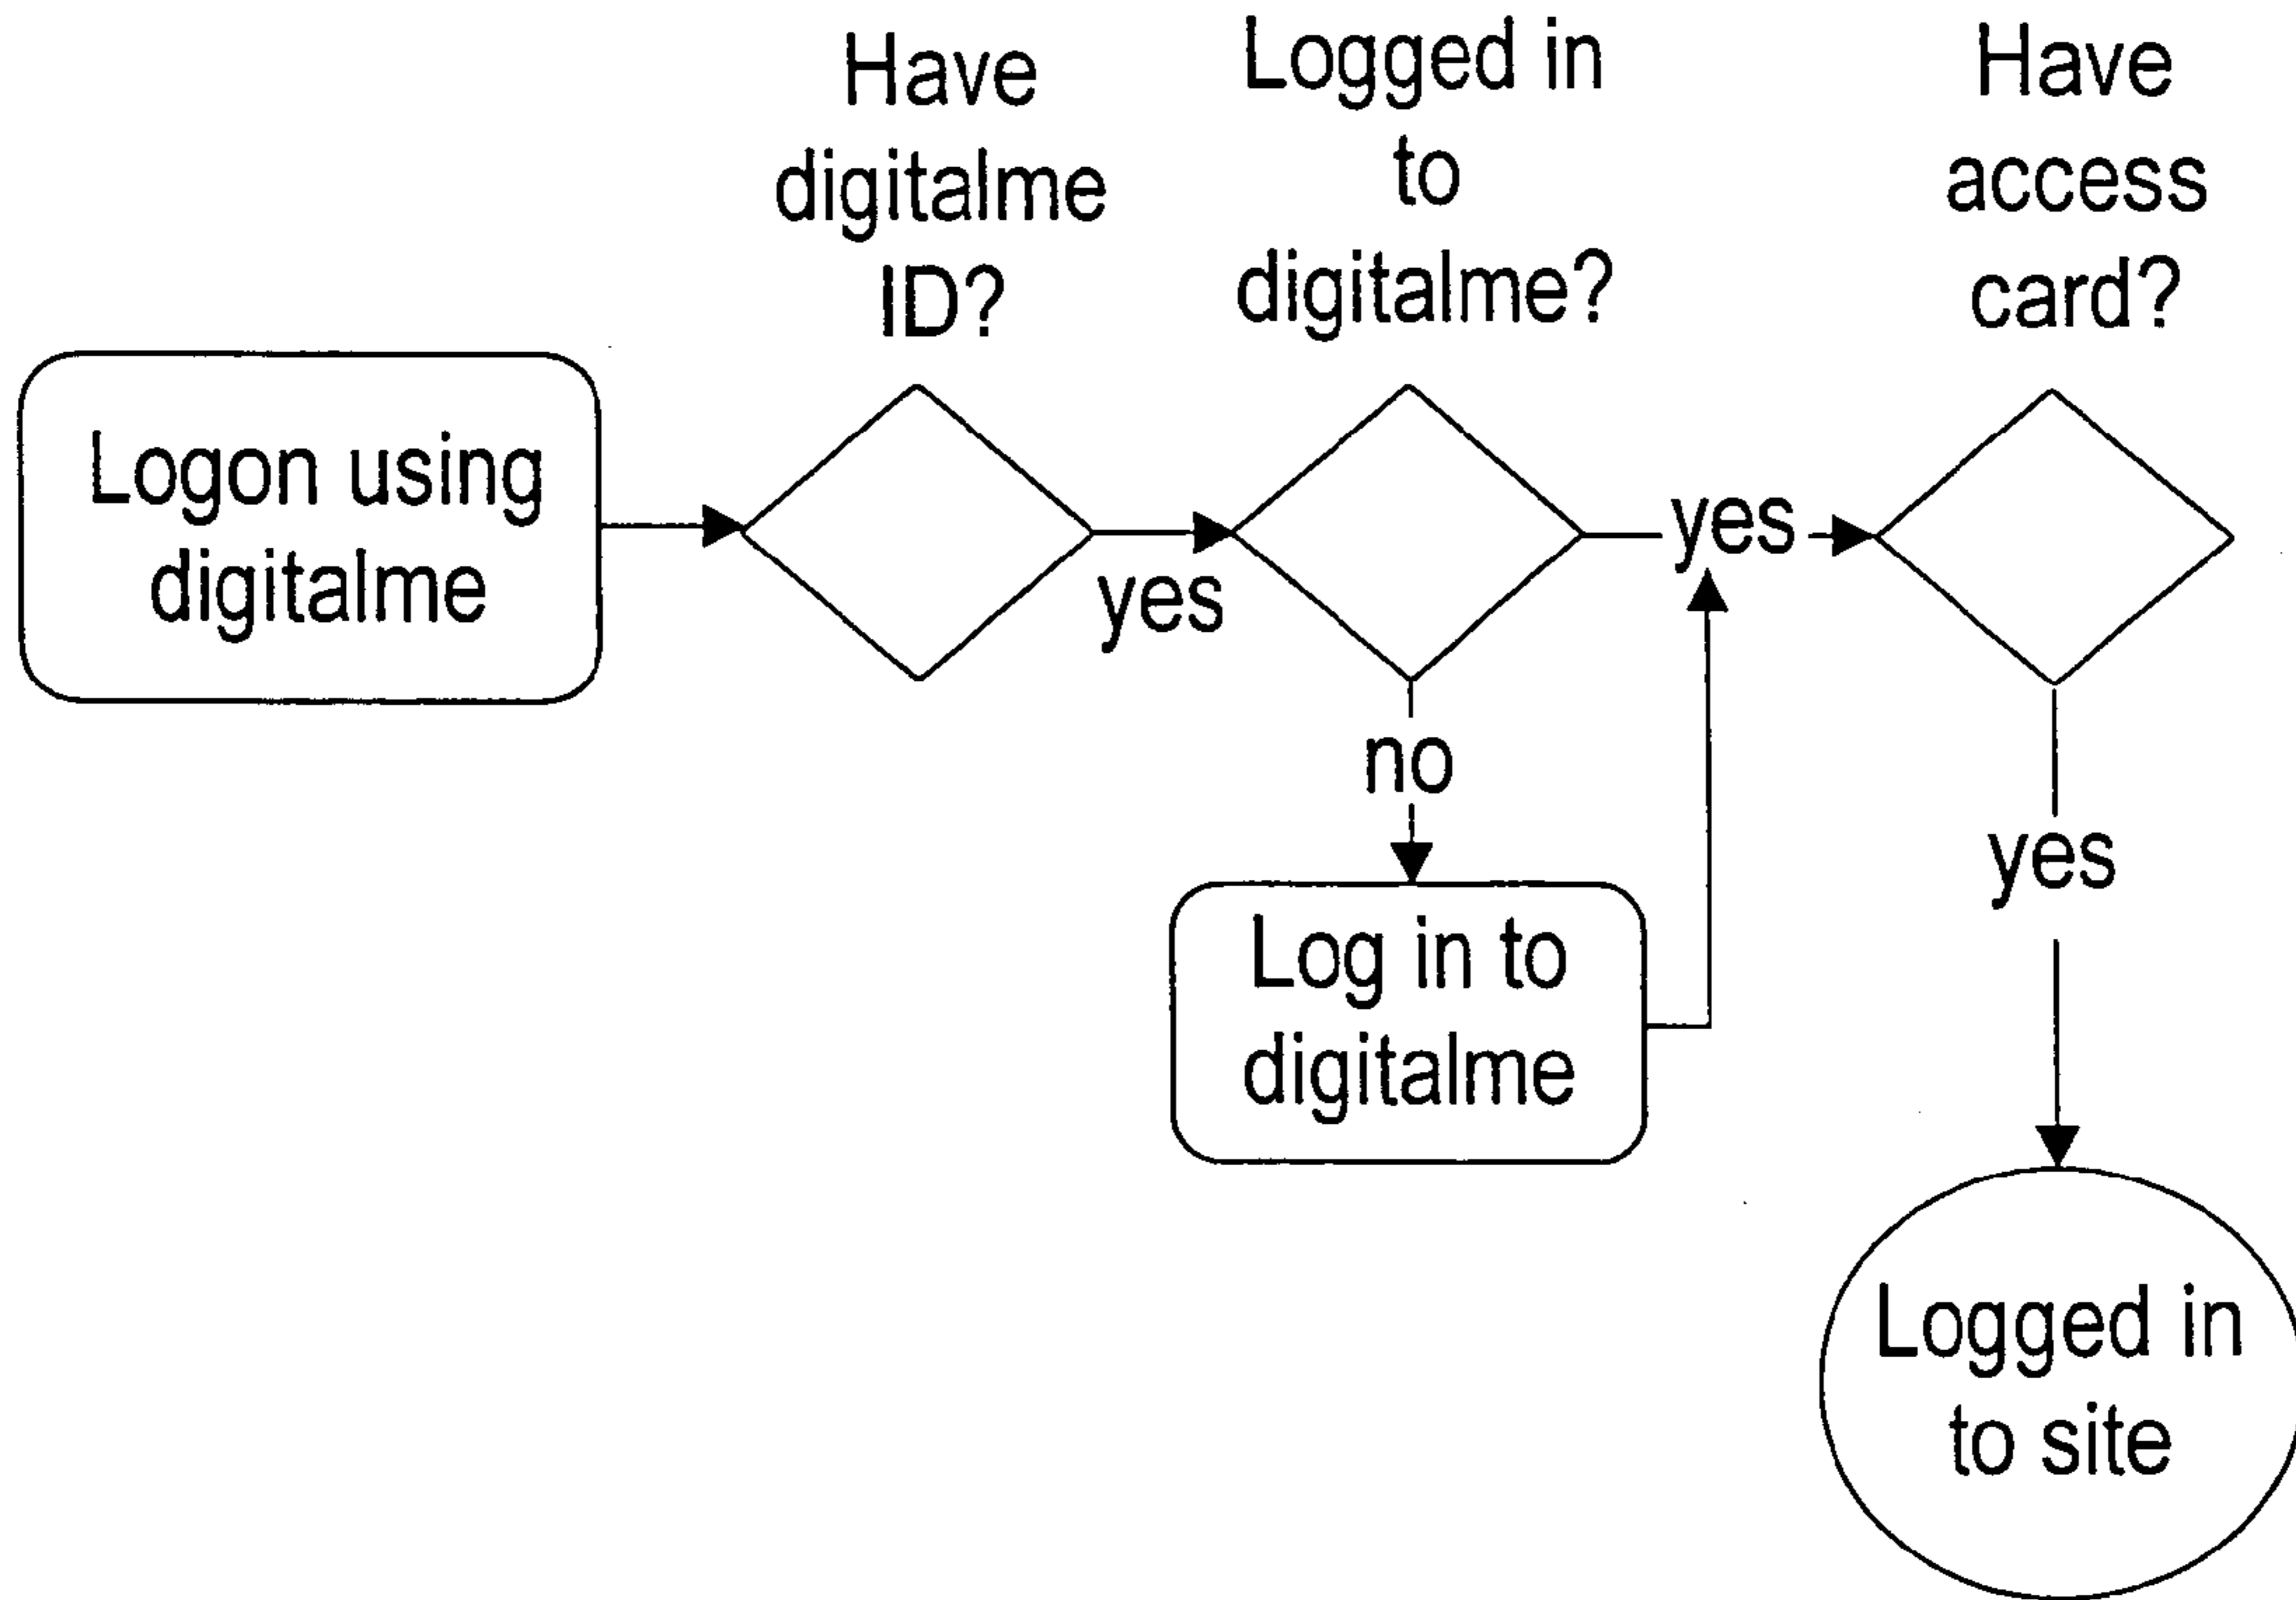 Have
digitalme
ID?
Logged in
to
digitalme?
Have
access
card?
Logon using
digitalme
yes
yes
no
yes
Log in to
digitalme
Logged in
to site